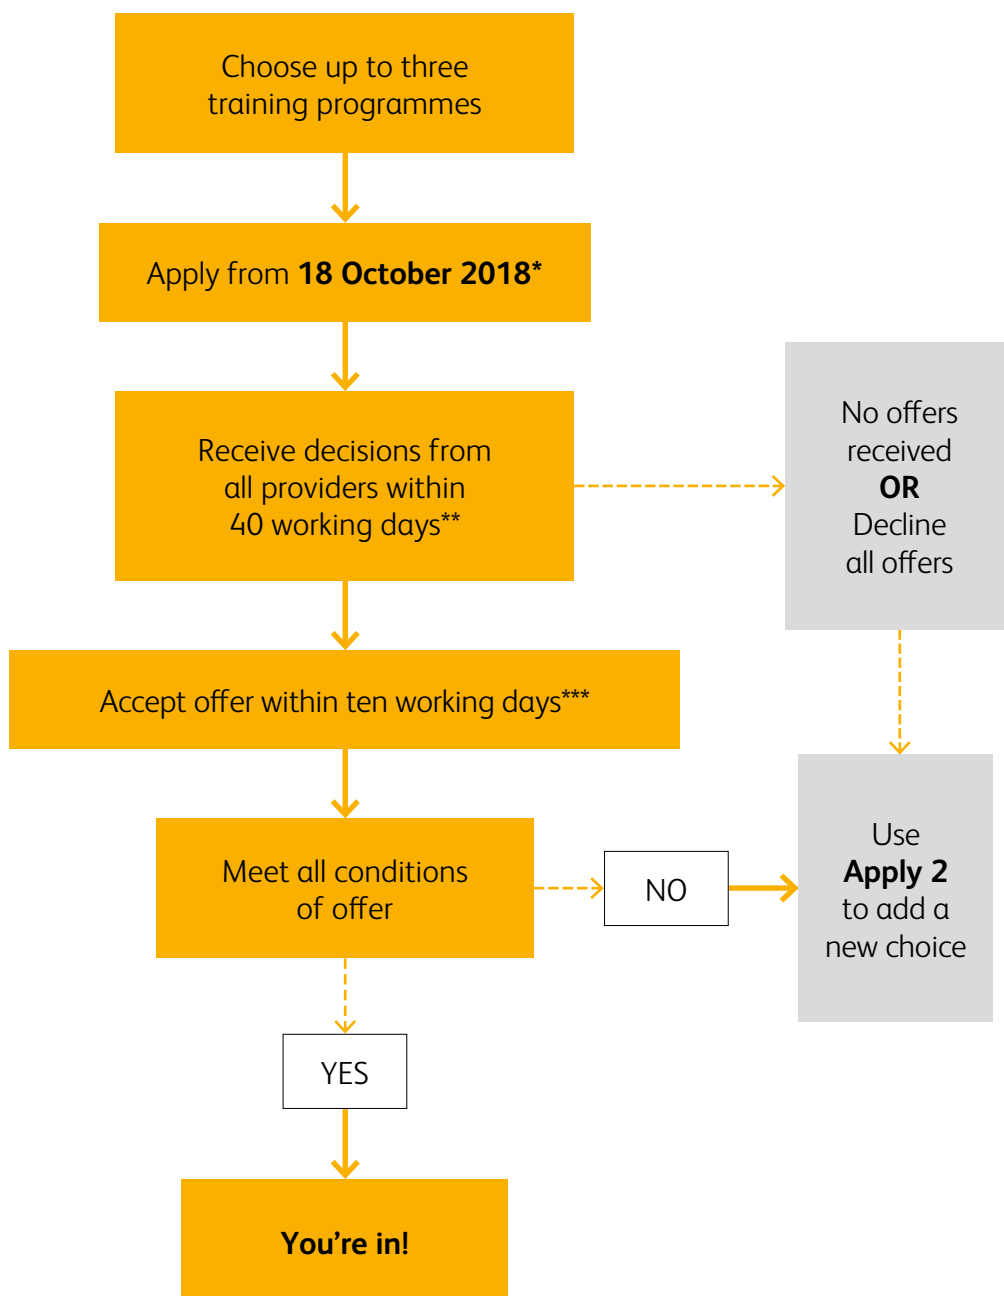 Choose up to three
training programmes
Apply from 18 October 2018*
Receive decisions from
all providers within
40 working days**
No offers
received
OR
Decline
all offers
Accept offer within ten working days***
Meet all conditions
of offer
NO
Use
Apply 2
to add a
new choice
YES
You’re in!